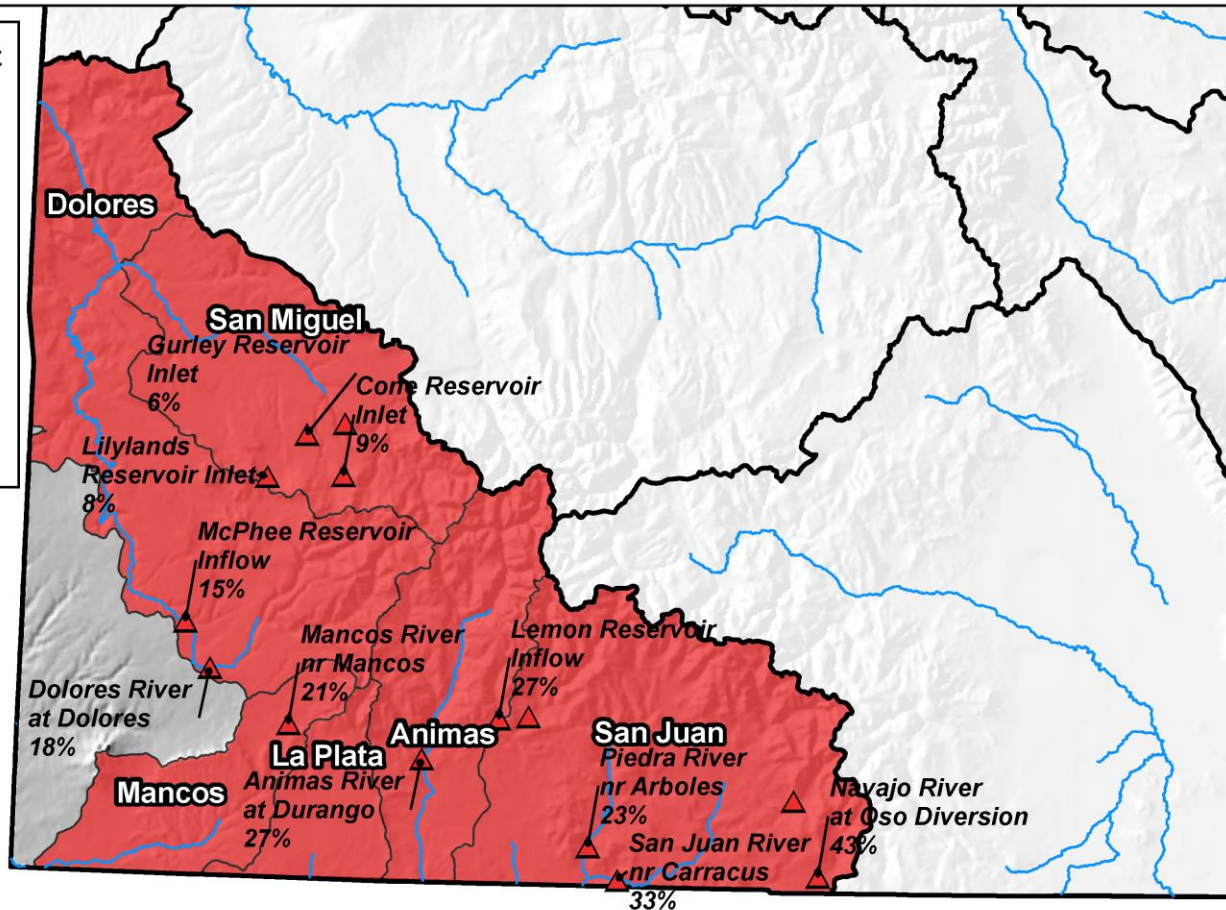 Dolores
San Miguel
Gurley Reservoir
Inlet
6%
Cone Reservoir
Inlet
9%
Lilylands
Reservoir Inlet
8%
McPhee Reservoir
Inflow
15%
Mancos River
nr Mancos
21%
Lemon Reservoir
Inflow
27%
Dolores River
at Dolores
18%
La Plata
Animas
San Juan
Mancos
Animas River
at Durango
27%
Piedra River
nr Arboles
23%
Navajo River
at Oso Diversion
43%
San Juan River
nr Carracus
33%